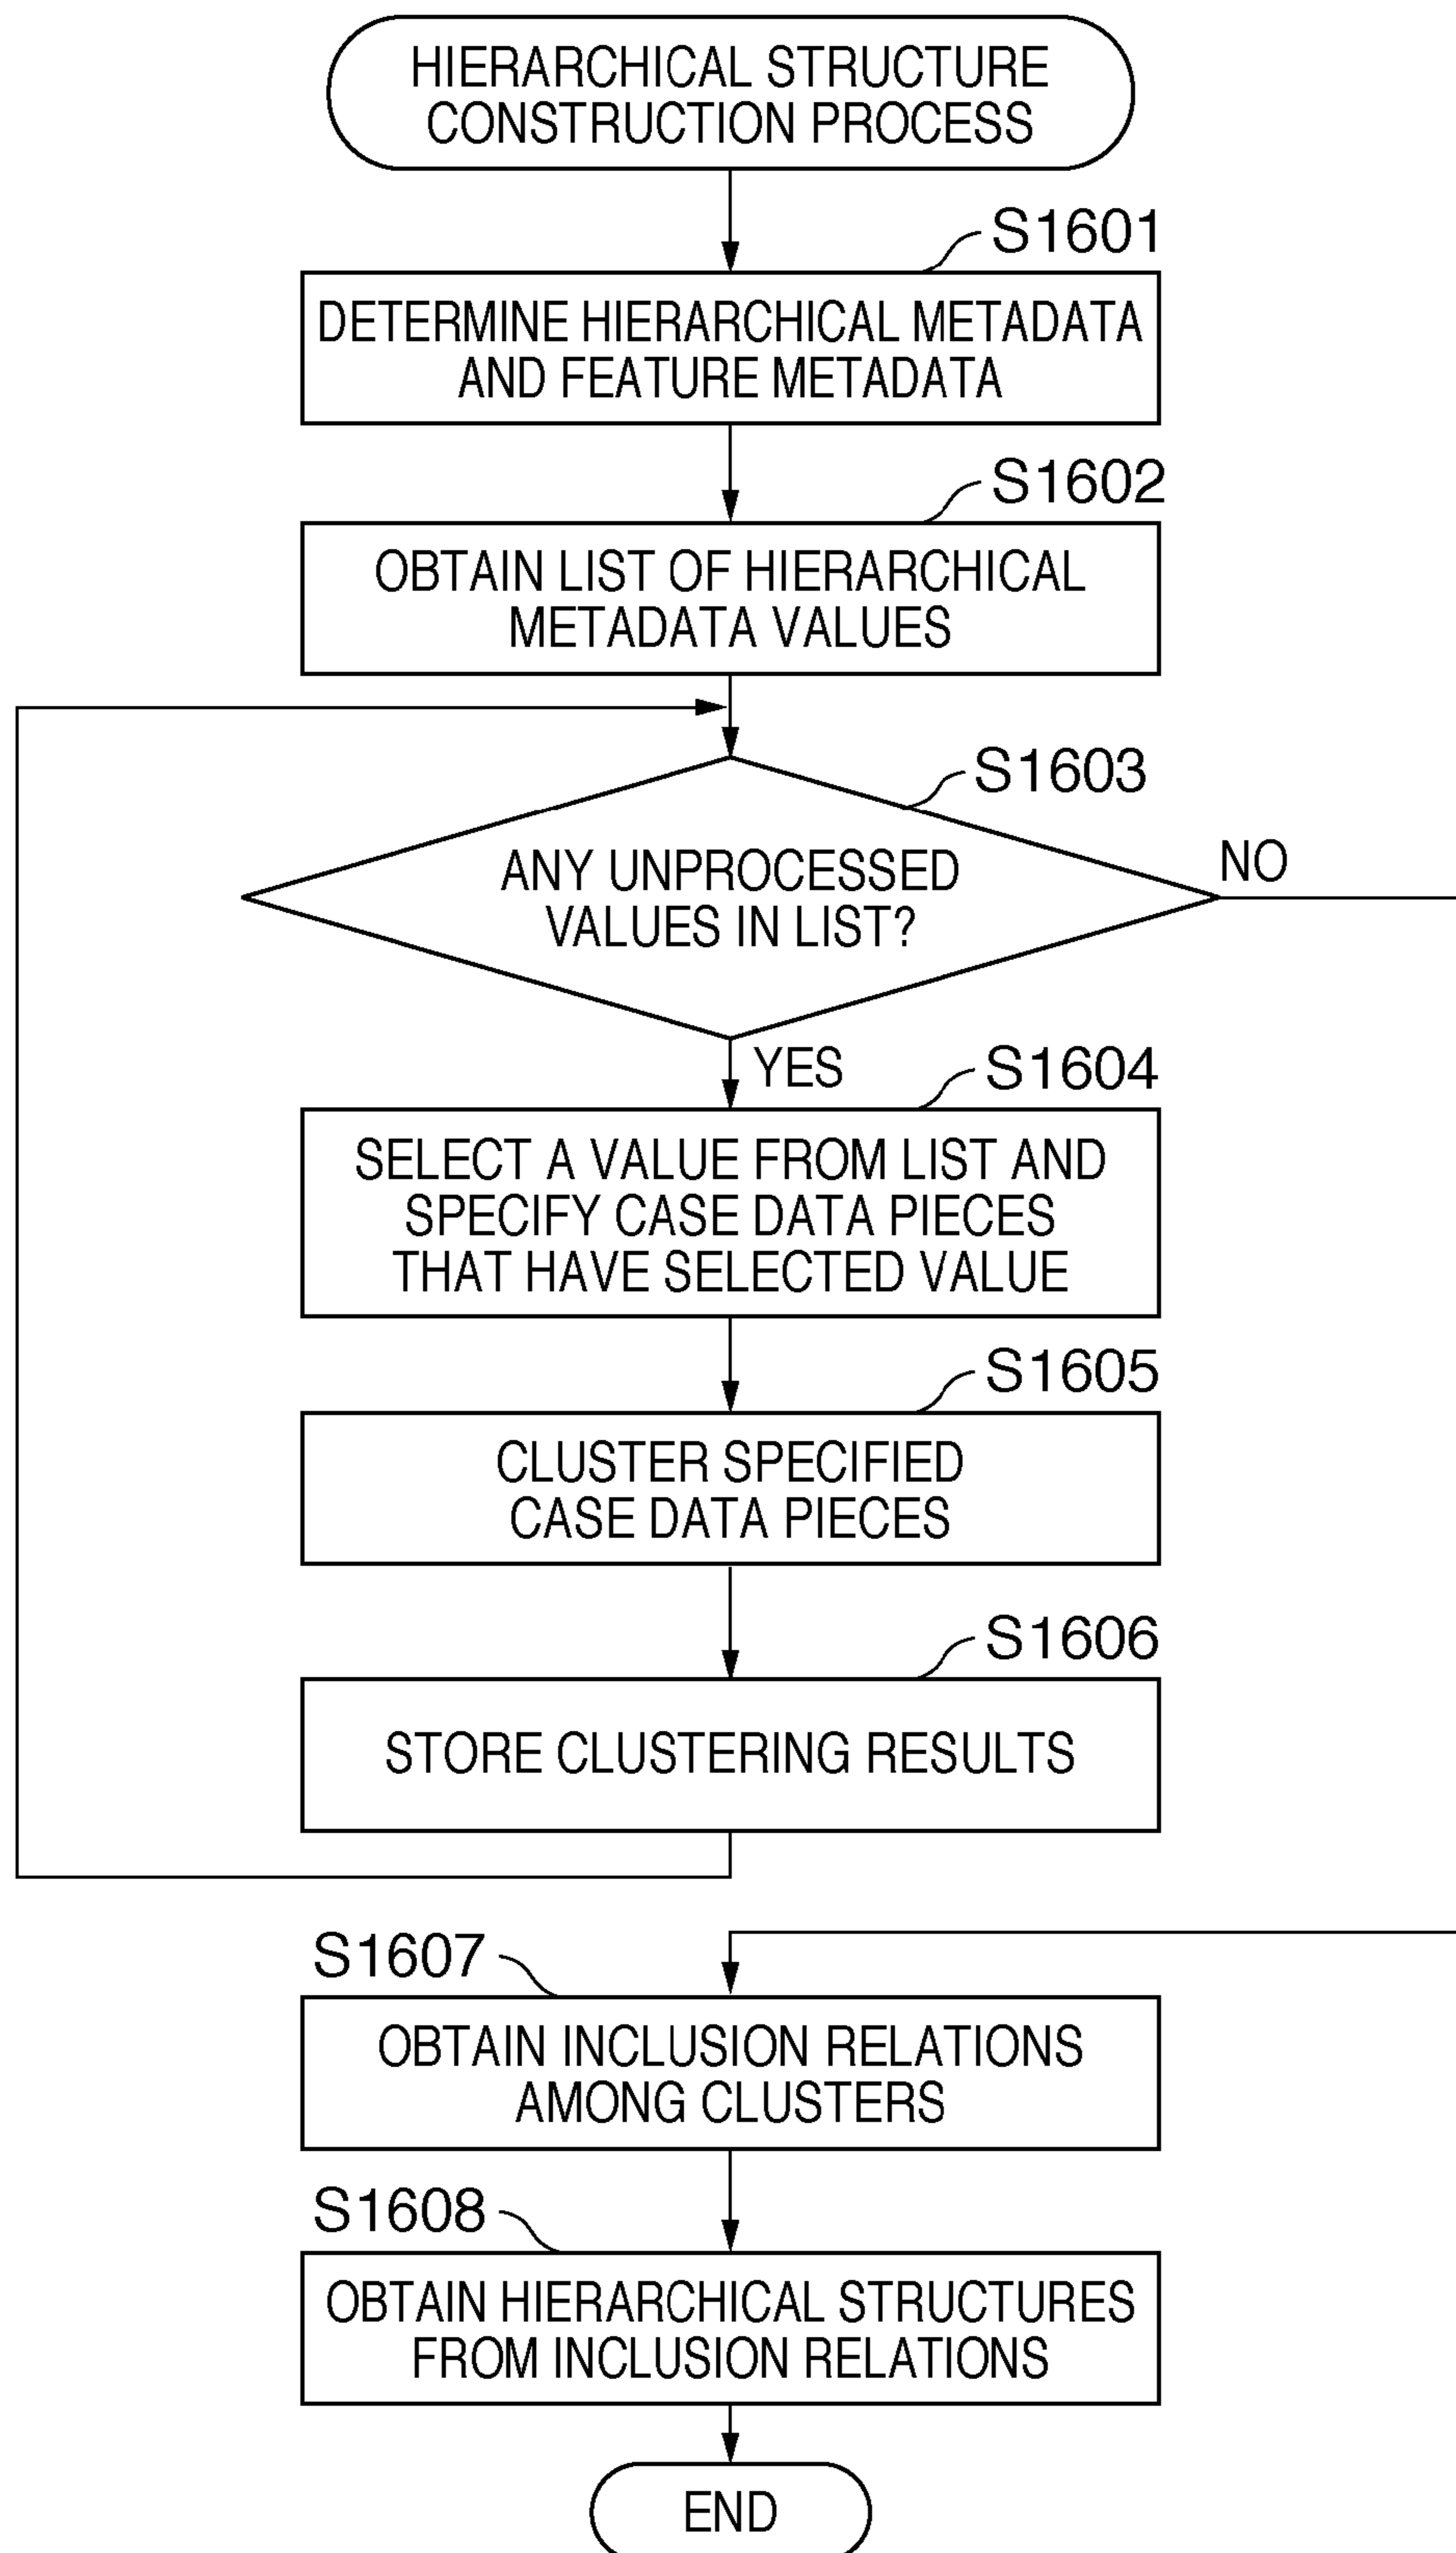 HIERARCHICAL STRUCTURE
CONSTRUCTION PROCESS
S1601
DETERMINE HIERARCHICAL METADATA
AND FEATURE METADATA
S1602
OBTAIN LIST OF HIERARCHICAL
METADATA VALUES
S1603
ANY UNPROCESSED
VALUES IN LIST?
NO
YES
S1604
SELECT A VALUE FROM LIST AND
SPECIFY CASE DATA PIECES
THAT HAVE SELECTED VALUE
S1605
CLUSTER SPECIFIED
CASE DATA PIECES
S1606
STORE CLUSTERING RESULTS
S1607
OBTAIN INCLUSION RELATIONS
AMONG CLUSTERS
S1608
OBTAIN HIERARCHICAL STRUCTURES
FROM INCLUSION RELATIONS
END